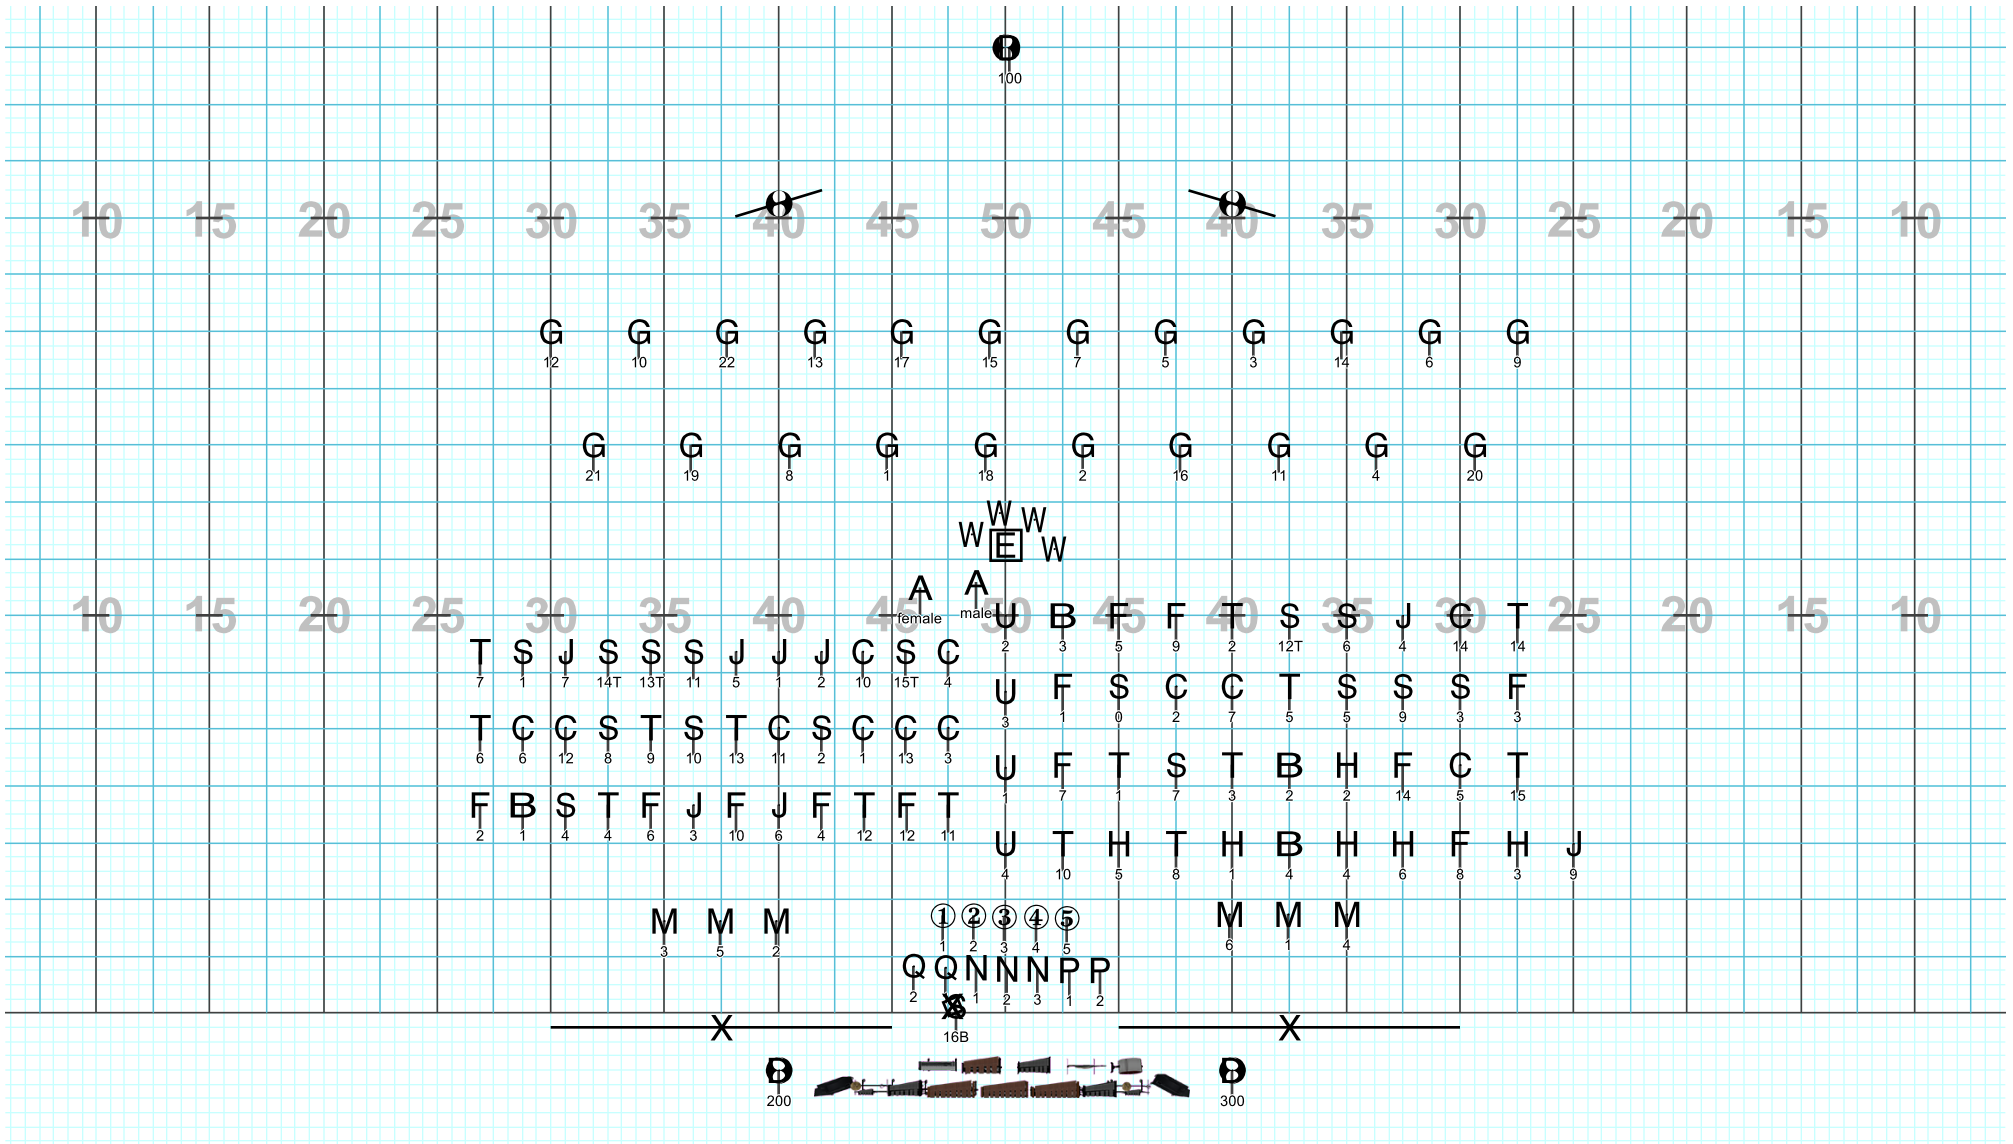 100
10 15 20 25 30 35 40 45 50 45 40 35 30 25 20 15 10
G G G G G G G G G G G G
12 10 22 13 17 15 7 5 3 14 6 9
G G G G G G G G G G
21 19 8 1 18 2 16 11 4 20
W W W W
E
A A
female male
10 15 20 25 30 35 40 45 50 45 40 35 30 25 20 15 10
U B F F T S S J C T
2 3 5 9 2 12T 6 4 14 14
T S J S S S J J J C S C
7 1 7 14T 13T 11 5 1 2 10 15T 4
U F S C C T S S S F
3 1 0 2 7 5 5 9 3 3
T C C S T S T C S C C C
6 6 12 8 9 10 13 11 2 1 13 3
U F T S T B H F C T
1 7 1 7 3 2 2 14 5 15
F B S T F J F J F T F T
2 1 4 4 6 3 10 6 4 12 12 11
U T H T H B H H F H J
4 10 5 8 1 4 4 6 8 3 9
M M M
3 5 2
① ② ③ ④ ⑤
1 2 3 4 5
M M M
6 1 4
Q Q N N N P P
2 1 2 3 1 2
S
16B
X X
D D
200 300